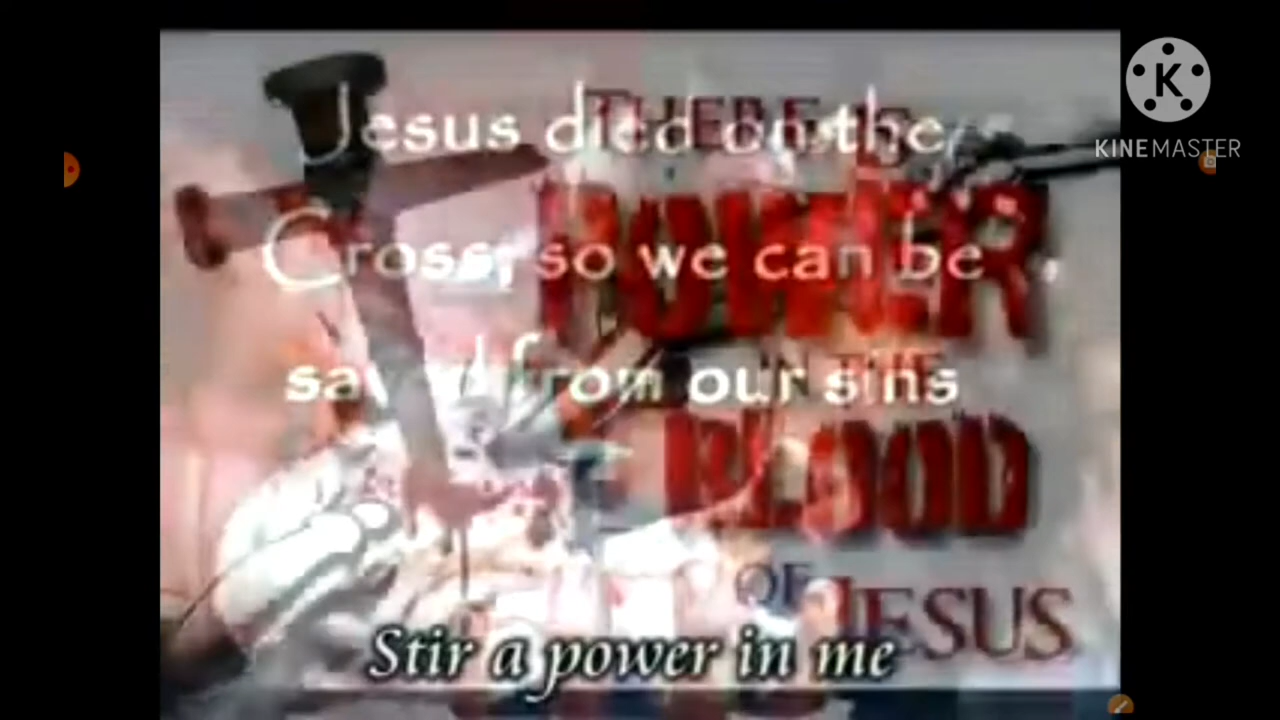 Jesus died on the
Cross, so we can be
saved from our sins
THERE IS
POWER
IN THE
BLOOD
OF JESUS
Stir a power in me
KINEMASTER